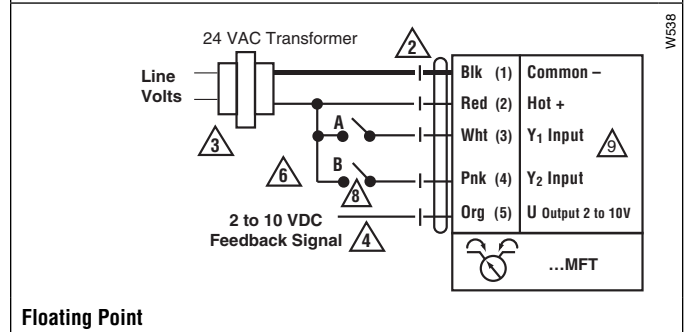 W538
24 VAC Transformer
Line
Volts
2
3
Blk (1) Common –
Red (2) Hot +
A
Wht (3) Y1 Input
9
B
6
8
Pnk (4) Y2 Input
2 to 10 VDC
Feedback Signal
4
Org (5) U Output 2 to 10V
...MFT
Floating Point